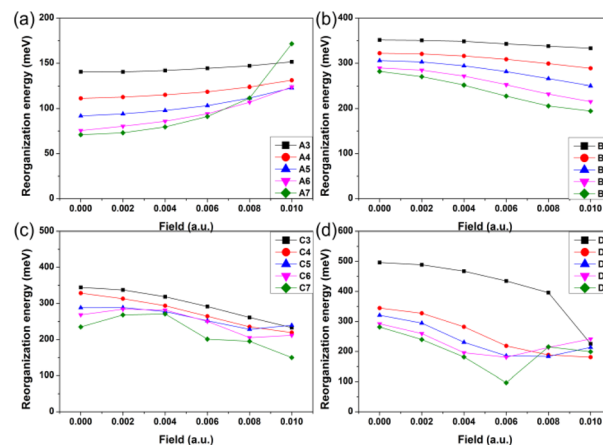 (a)
Reorganization energy (meV)
200
150
100
50
0
0.000 0.002 0.004 0.006 0.008 0.010
Field (a.u.)
A3
A4
A5
A6
A7
(b)
Reorganization energy (meV)
400
300
200
100
0
0.000 0.002 0.004 0.006 0.008 0.010
Field (a.u.)
B
B
B
B
B
(c)
Reorganization energy (meV)
500
400
300
200
100
0
0.000 0.002 0.004 0.006 0.008 0.010
Field (a.u.)
C3
C4
C5
C6
C7
(d)
Reorganization energy (meV)
600
500
400
300
200
100
0
0.000 0.002 0.004 0.006 0.008 0.010
Field (a.u.)
D
D
D
D
D